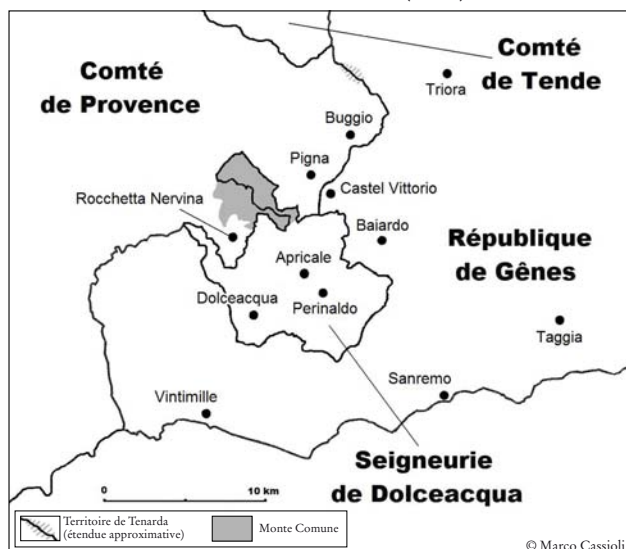 Comté
de Provence
Comté
de Tende
Triora
Buggio
Pigna
Castel Vittorio
Rocchetta Nervina
Baiardo
République
de Gênes
Apricale
Dolceacqua
Perinaldo
Taggia
Sanremo
Vintimille
Seigneurie
de Dolceacqua
0
10 km
Territoire de Tenarda
(étendue approximative)
Monte Comune
© Marco Cassioli